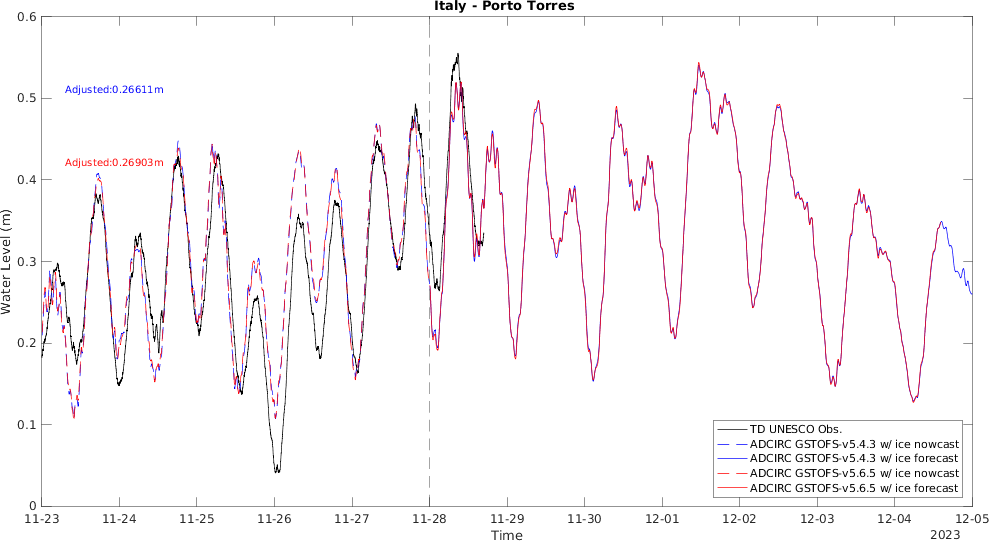 Italy - Porto Torres
0.6
0.5
0.4
0.3
0.2
0.1
0
Water Level (m)
Adjusted:0.26611m
Adjusted:0.26903m
TD UNESCO Obs.
ADCIRC GSTOFS-v5.4.3 w/ ice nowcast
ADCIRC GSTOFS-v5.4.3 w/ ice forecast
ADCIRC GSTOFS-v5.6.5 w/ ice nowcast
ADCIRC GSTOFS-v5.6.5 w/ ice forecast
11-23 11-24 11-25 11-26 11-27 11-28 11-29 11-30 12-01 12-02 12-03 12-04 12-05
Time
2023